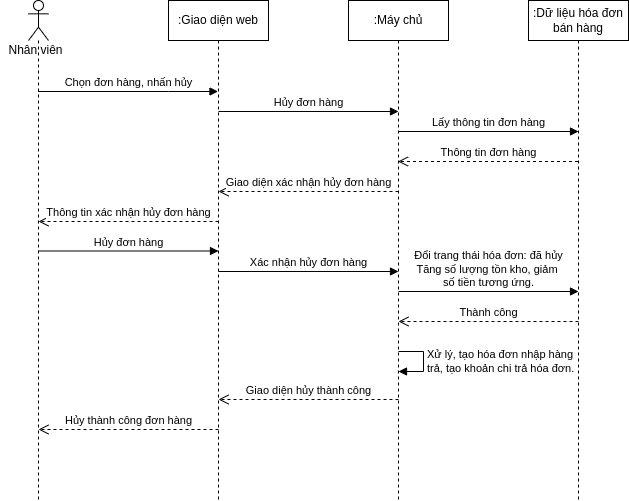 :Giao diện web
:Máy chủ
:Dữ liệu hóa đơn
bán hàng
Nhân viên
Chọn đơn hàng, nhấn hủy
Hủy đơn hàng
Lấy thông tin đơn hàng
Thông tin đơn hàng
Giao diện xác nhận hủy đơn hàng
Thông tin xác nhận hủy đơn hàng
Hủy đơn hàng
Xác nhận hủy đơn hàng
Đổi trang thái hóa đơn: đã hủy
Tăng số lượng tồn kho, giảm
số tiền tương ứng.
Thành công
Xử lý, tạo hóa đơn nhập hàng
trả, tạo khoản chi trả hóa đơn.
Giao diện hủy thành công
Hủy thành công đơn hàng